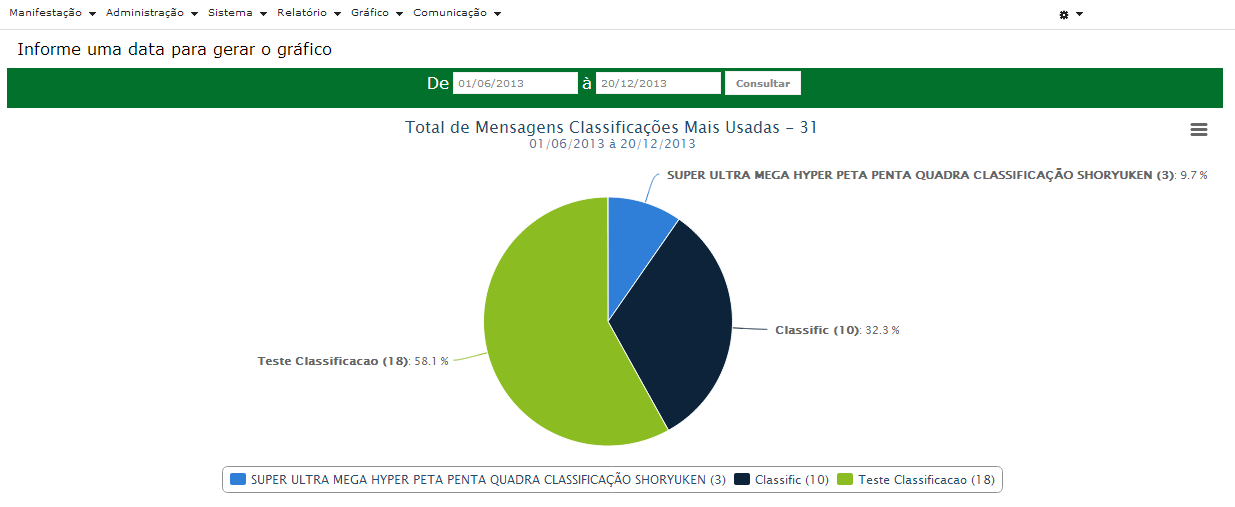 Manifestação Administração Sistema Relatório Gráfico Comunicação
Informe uma data para gerar o gráfico
De 01/06/2013 à 20/12/2013 Consultar
Total de Mensagens Classificações Mais Usadas - 31
01/06/2013 à 20/12/2013
SUPER ULTRA MEGA HYPER PETA PENTA QUADRA CLASSIFICAÇÃO SHORYUKEN (3): 9.7 %
Classific (10): 32.3 %
Teste Classificacao (18): 58.1 %
SUPER ULTRA MEGA HYPER PETA PENTA QUADRA CLASSIFICAÇÃO SHORYUKEN (3) Classific (10) Teste Classificacao (18)